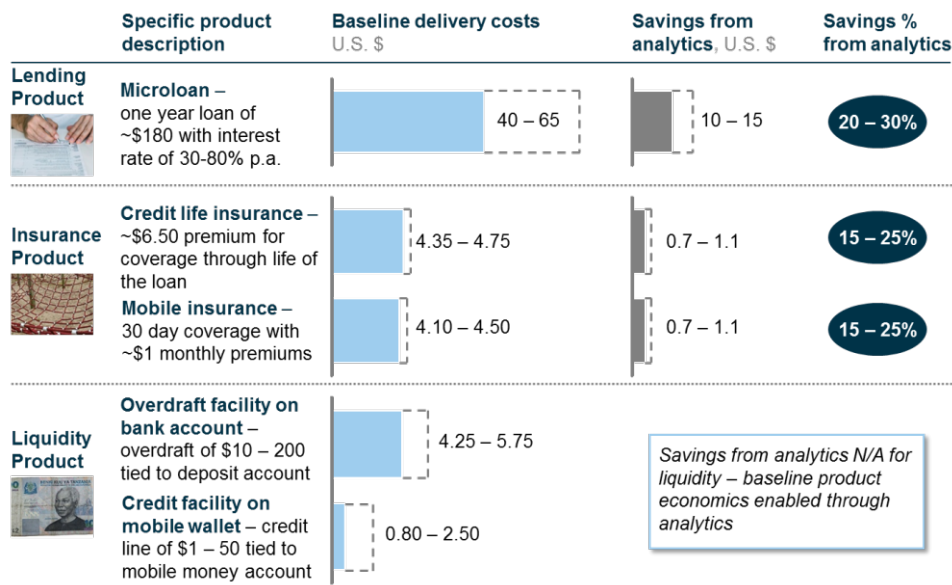 Specific product
description
Baseline delivery costs
U.S. $
Savings from
analytics, U.S. $
Savings %
from analytics
Lending
Product
Microloan –
one year loan of
~$180 with interest
rate of 30-80% p.a.
40 – 65
10 – 15
20 – 30%
Insurance
Product
Credit life insurance –
~$6.50 premium for
coverage through life of
the loan
4.35 – 4.75
0.7 – 1.1
15 – 25%
Mobile insurance –
30 day coverage with
~$1 monthly premiums
4.10 – 4.50
0.7 – 1.1
15 – 25%
Liquidity
Product
Overdraft facility on
bank account –
overdraft of $10 – 200
tied to deposit account
4.25 – 5.75
Credit facility on
mobile wallet – credit
line of $1 – 50 tied to
mobile money account
0.80 – 2.50
Savings from analytics N/A for
liquidity – baseline product
economics enabled through
analytics